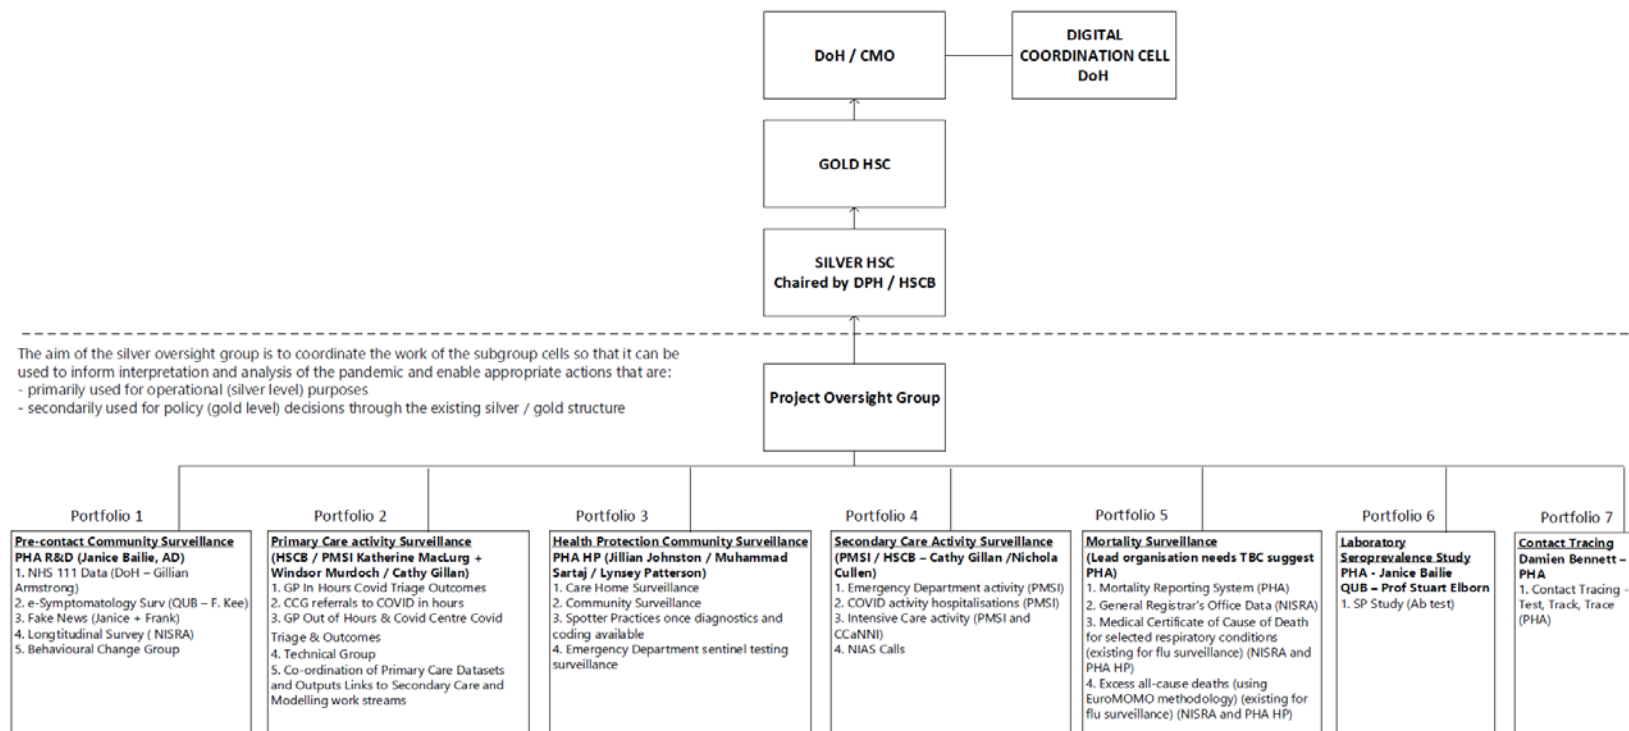 DoH / CMO
DIGITAL
COORDINATION CELL
DoH
GOLD HSC
SILVER HSC
Chaired by DPH / HSCB
The aim of the silver oversight group is to coordinate the work of the subgroup cells so that it can be
used to inform interpretation and analysis of the pandemic and enable appropriate actions that are:
- primarily used for operational (silver level) purposes
- secondarily used for policy (gold level) decisions through the existing silver / gold structure
Project Oversight Group
Portfolio 1
Pre-contact Community Surveillance
PHA R&D (Janice Bailie, AD)
1. NHS 111 Data (DoH – Gillian
Armstrong)
2. e-Symptomatology Surv (QUB – F. Kee)
3. Fake News (Janice + Frank)
4. Longtitudinal Survey ( NISRA)
5. Behavioural Change Group
Portfolio 2
Primary Care activity Surveillance
(HSCB / PMSI Katherine MacLurg +
Windsor Murdoch / Cathy Gillan)
1. GP In Hours Covid Triage Outcomes
2. CCG referrals to COVID in hours
3. GP Out of Hours & Covid Centre Covid
Triage & Outcomes
4. Technical Group
5. Co-ordination of Primary Care Datasets
and Outputs Links to Secondary Care and
Modelling work streams
Portfolio 3
Health Protection Community Surveillance
PHA HP (Jillian Johnston / Muhammad
Sartaj / Lynsey Patterson)
1. Care Home Surveillance
2. Community Surveillance
3. Spotter Practices once diagnostics and
coding available
4. Emergency Department sentinel testing
surveillance
Portfolio 4
Secondary Care Activity Surveillance
(PMSI / HSCB – Cathy Gillan /Nichola
Cullen)
1. Emergency Department activity (PMSI)
2. COVID activity hospitalisations (PMSI)
3. Intensive Care activity (PMSI and
CCaNNI)
4. NIAS Calls
Portfolio 5
Mortality Surveillance
(Lead organisation needs TBC suggest
PHA)
1. Mortality Reporting System (PHA)
2. General Registrar's Office Data (NISRA)
3. Medical Certificate of Cause of Death
for selected respiratory conditions
(existing for flu surveillance) (NISRA and
PHA HP)
4. Excess all-cause deaths (using
EuroMOMO methodology) (existing for
flu surveillance) (NISRA and PHA HP)
Portfolio 6
Laboratory
Seroprevalence Study
PHA - Janice Bailie
QUB – Prof Stuart Elborn
1. SP Study (Ab test)
Portfolio 7
Contact Tracing
Damien Bennett –
PHA
1. Contact Tracing -
Test, Track, Trace
(PHA)